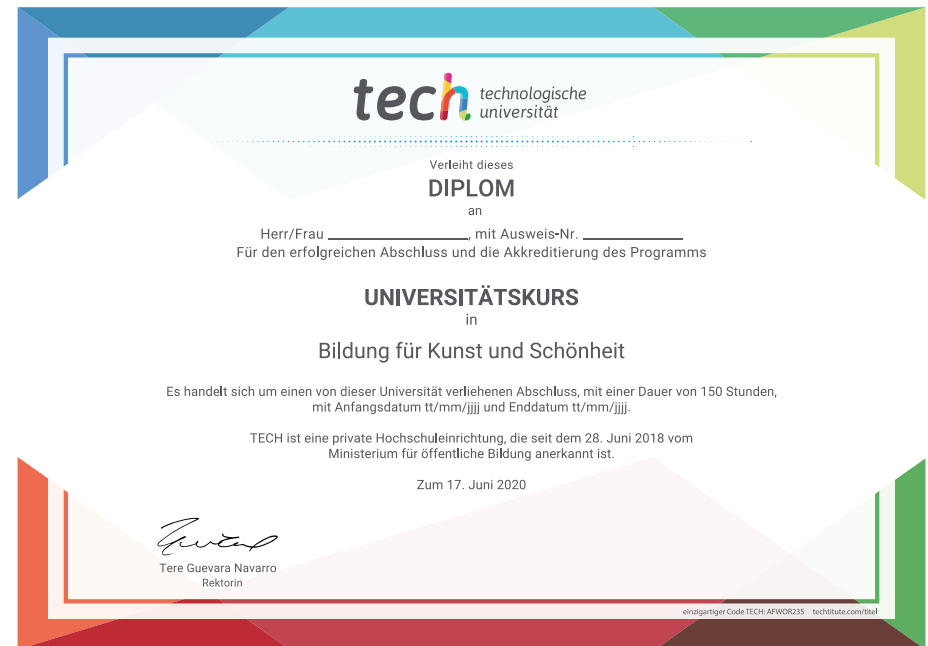 tech technologische
universität
Verleiht dieses
DIPLOM
an
Herr/Frau ____________________, mit Ausweis-Nr. ______________
Für den erfolgreichen Abschluss und die Akkreditierung des Programms
UNIVERSITÄTSKURS
in
Bildung für Kunst und Schönheit
Es handelt sich um einen von dieser Universität verliehenen Abschluss, mit einer Dauer von 150 Stunden,
mit Anfangsdatum tt/mm/jjjj und Enddatum tt/mm/jjjj.
TECH ist eine private Hochschuleinrichtung, die seit dem 28. Juni 2018 vom
Ministerium für öffentliche Bildung anerkannt ist.
Zum 17. Juni 2020
Tere Guevara Navarro
Rektorin
einzigartiger Code TECH: AFWOR23S techtitute.com/titel